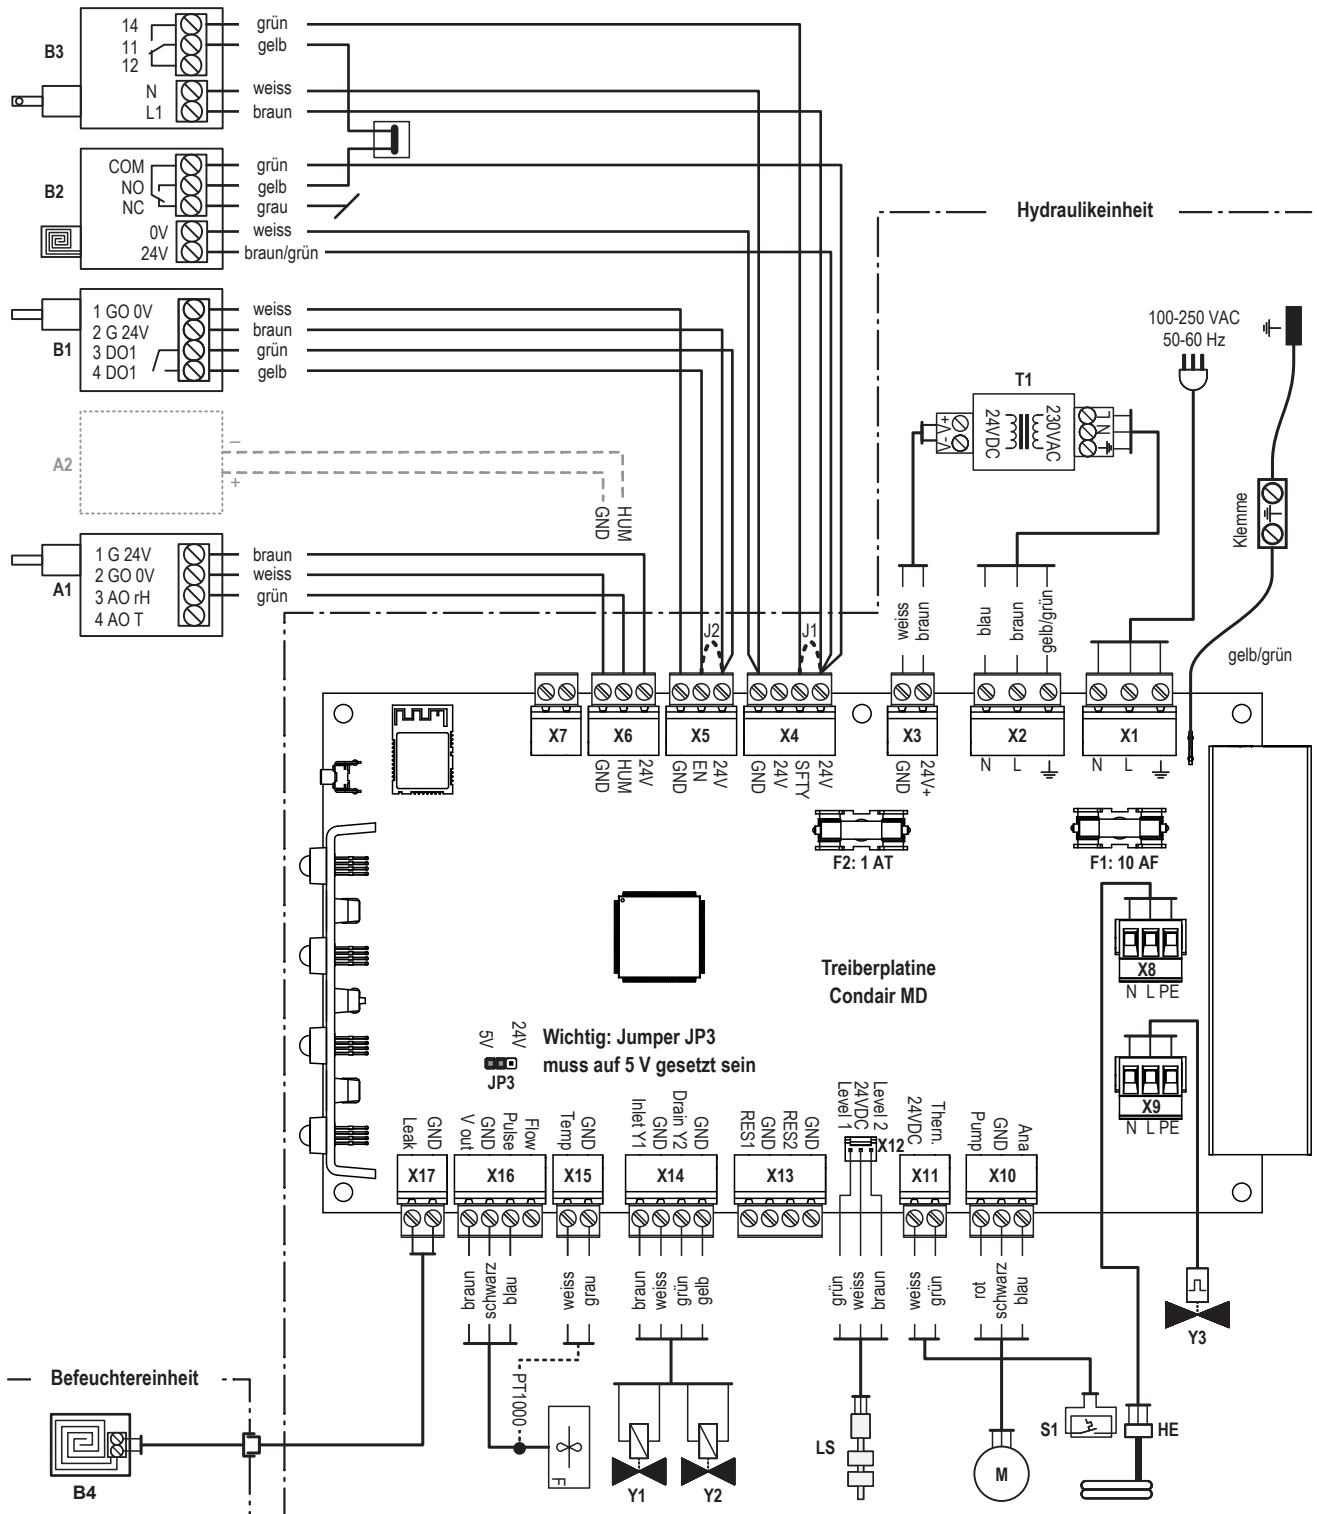 B3
14
11
12
N
L1
grün
gelb
weiss
braun
B2
COM
NO
NC
0V
24V
grün
gelb
grau
weiss
braun/grün
Hydraulikeinheit
B1
1 GO 0V
2 G 24V
3 DO1
4 DO1
weiss
braun
grün
gelb
100-250 VAC
50-60 Hz
T1
+V
-V
24VDC
230VAC
L
N
Klemme
A2
–
+
GND
HUM
A1
1 G 24V
2 GO 0V
3 AO rH
4 AO T
braun
weiss
grün
J2
J1
weiss
braun
blau
braun
gelb/grün
gelb/grün
X7
X6
X5
X4
X3
X2
X1
GND
HUM
24V
GND
EN
24V
GND
24V
SFTY
24V
GND
24V+
N
L
N
L
F2: 1 AT
F1: 10 AF
Treiberplatine
Condair MD
X8
N L PE
X9
N L PE
5V
24V
JP3
Wichtig: Jumper JP3
muss auf 5 V gesetzt sein
Leak
GND
V out
GND
Pulse
Flow
Temp
GND
Inlet Y1
GND
Drain Y2
GND
RES1
GND
RES2
GND
Level 1
24VDC
Level 2
24VDC
Therm.
Pump
GND
Ana
X17
X16
X15
X14
X13
X12
X11
X10
braun
schwarz
blau
weiss
grau
braun
weiss
grün
gelb
grün
weiss
braun
weiss
grün
rot
schwarz
blau
Y3
Befeuchtereinheit
B4
PT1000
F
Y1
Y2
LS
M
S1
HE